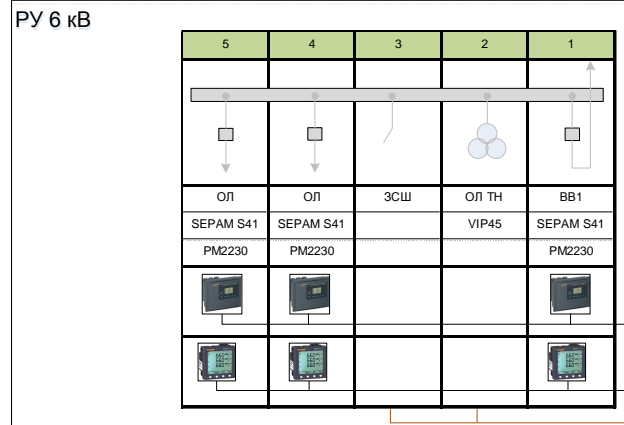 РУ 6 кВ
5 4 3 2 1
ОЛ ОЛ ЗСШ ОЛ ТН ВВ1
SEPAM S41 SEPAM S41 VIP45 SEPAM S41
PM2230 PM2230 PM2230